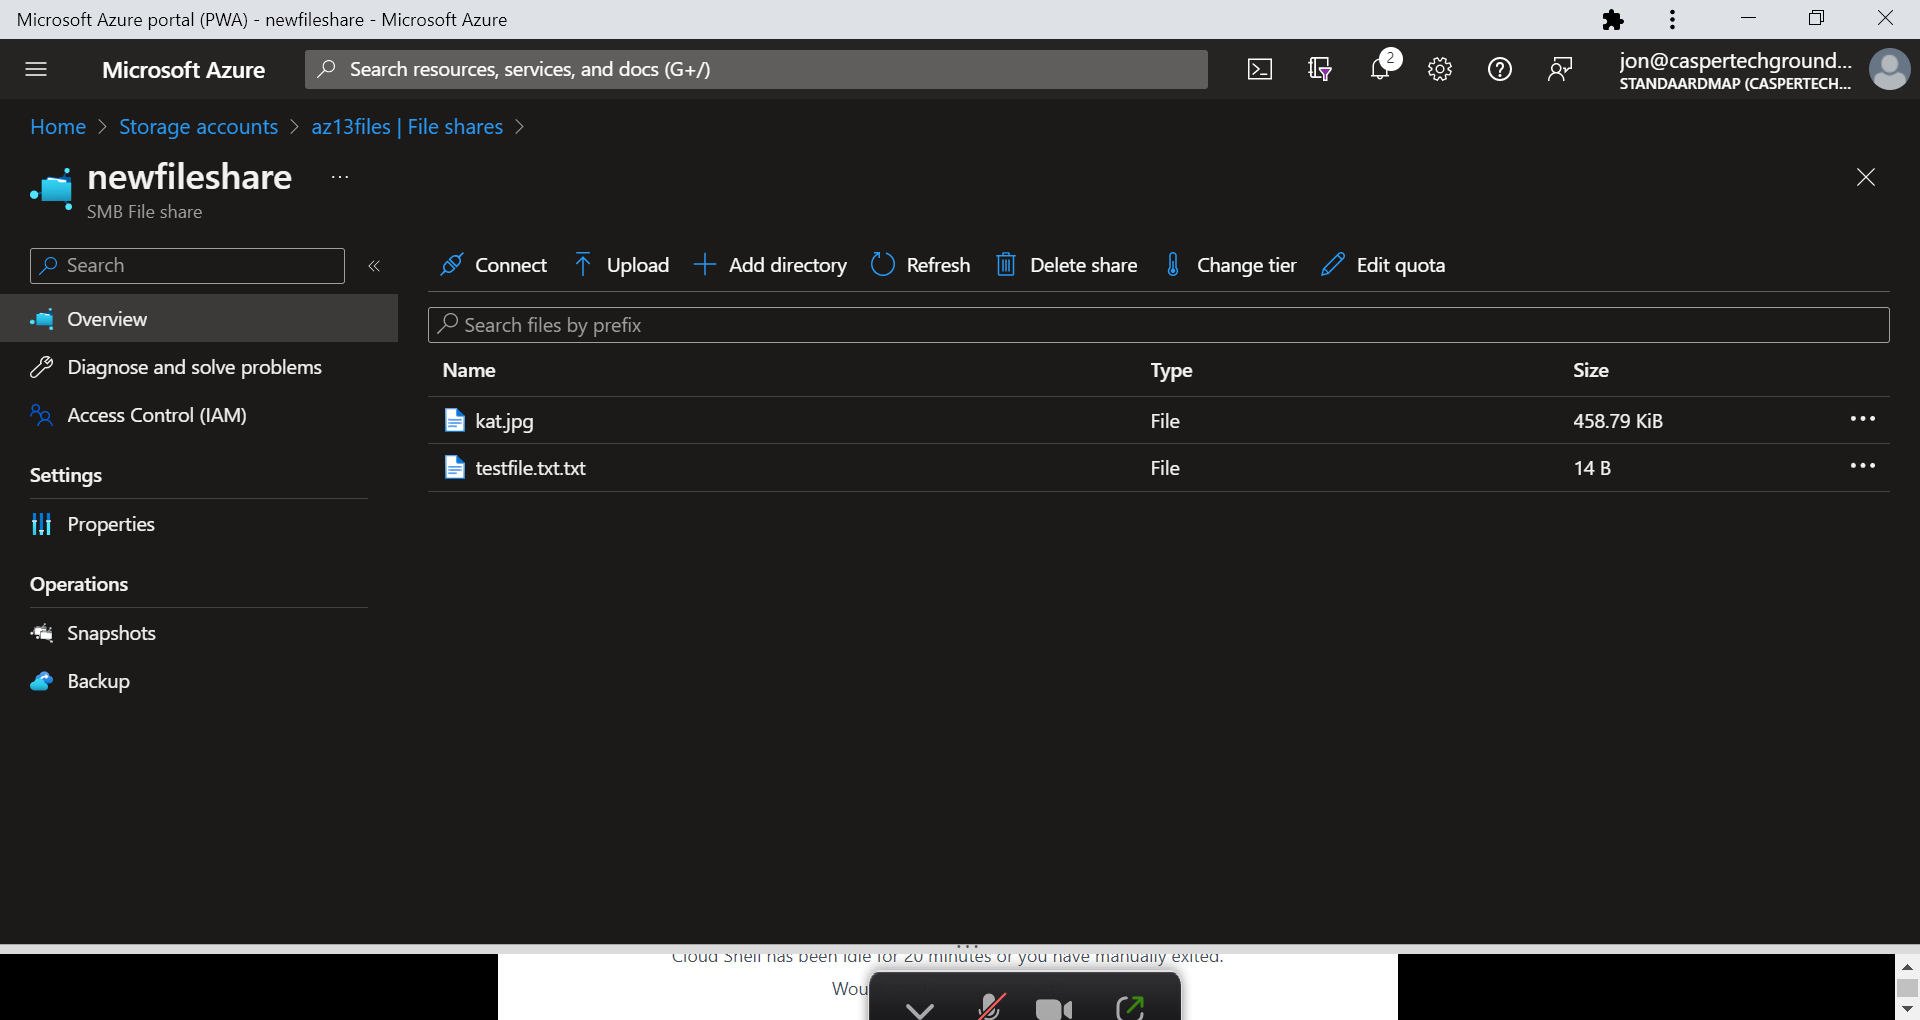 Microsoft Azure portal (PWA) - newfileshare - Microsoft Azure
Microsoft Azure
Search resources, services, and docs (G+/)
2
jon@caspertechground...
STANDAARDMAP (CASPERTECH...
Home > Storage accounts > az13files | File shares >
newfileshare ...
SMB File share
Search «
Connect Upload Add directory Refresh Delete share Change tier Edit quota
Overview
Search files by prefix
Diagnose and solve problems
Name Type Size
Access Control (IAM)
kat.jpg File 458.79 KiB
Settings
testfile.txt.txt File 14 B
Properties
Operations
Snapshots
Backup
Cloud Shell has been idle for 20 minutes or you have manually exited.
Wou